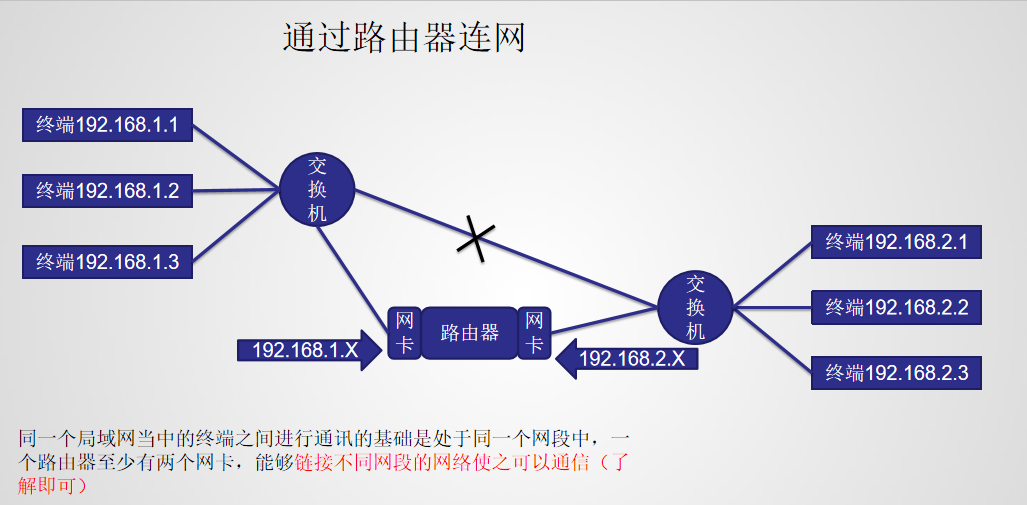 通过路由器连网
终端192.168.1.1
终端192.168.1.2
终端192.168.1.3
交换机
终端192.168.2.1
终端192.168.2.2
终端192.168.2.3
交换机
网卡
路由器
网卡
192.168.1.X
192.168.2.X
同一个局域网当中的终端之间进行通讯的基础是处于同一个网段中，一
个路由器至少有两个网卡，能够链接不同网段的网络使之可以通信（了
解即可）